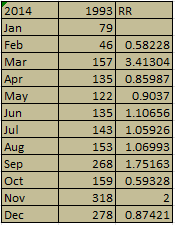 2014 1993 RR
Jan 79
Feb 46 0.58228
Mar 157 3.41304
Apr 135 0.85987
May 122 0.9037
Jun 135 1.10656
Jul 143 1.05926
Aug 153 1.06993
Sep 268 1.75163
Oct 159 0.59328
Nov 318 2
Dec 278 0.87421